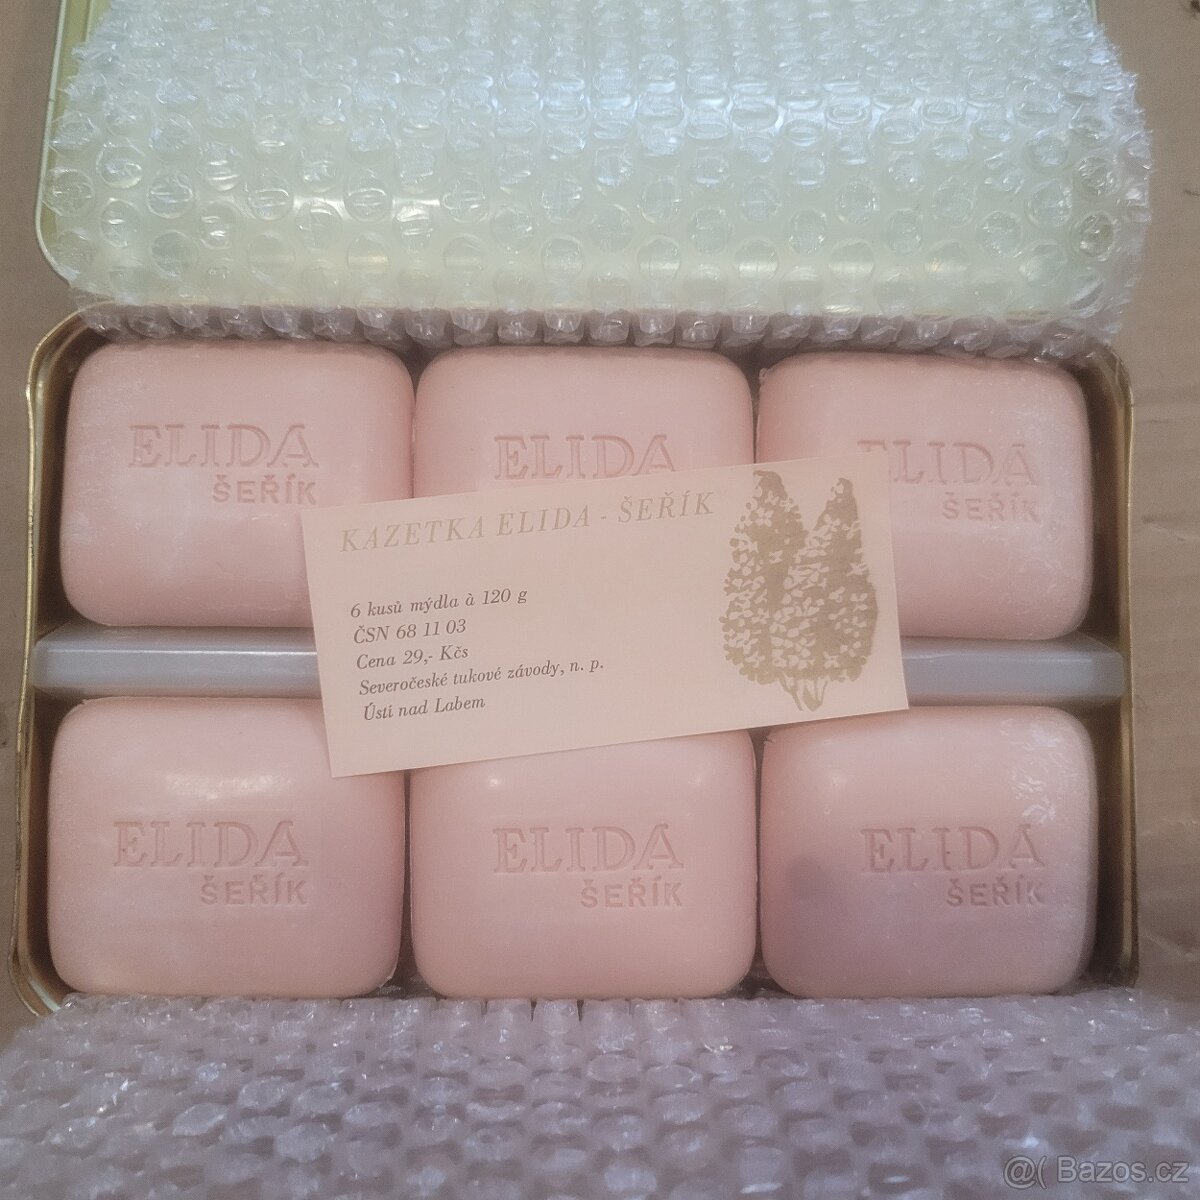 ELIDA
ŠEŘÍK
ELIDA
ELIDA
ŠEŘÍK
KAZETKA ELIDA - ŠEŘÍK
6 kusů mýdla à 120 g
ČSN 68 11 03
Cena 29,- Kčs
Severočeské tukové závody, n. p.
Ústí nad Labem
ELIDA
ŠEŘÍK
ELIDA
ŠEŘÍK
ELIDA
ŠEŘÍK
@( Bazos.cz